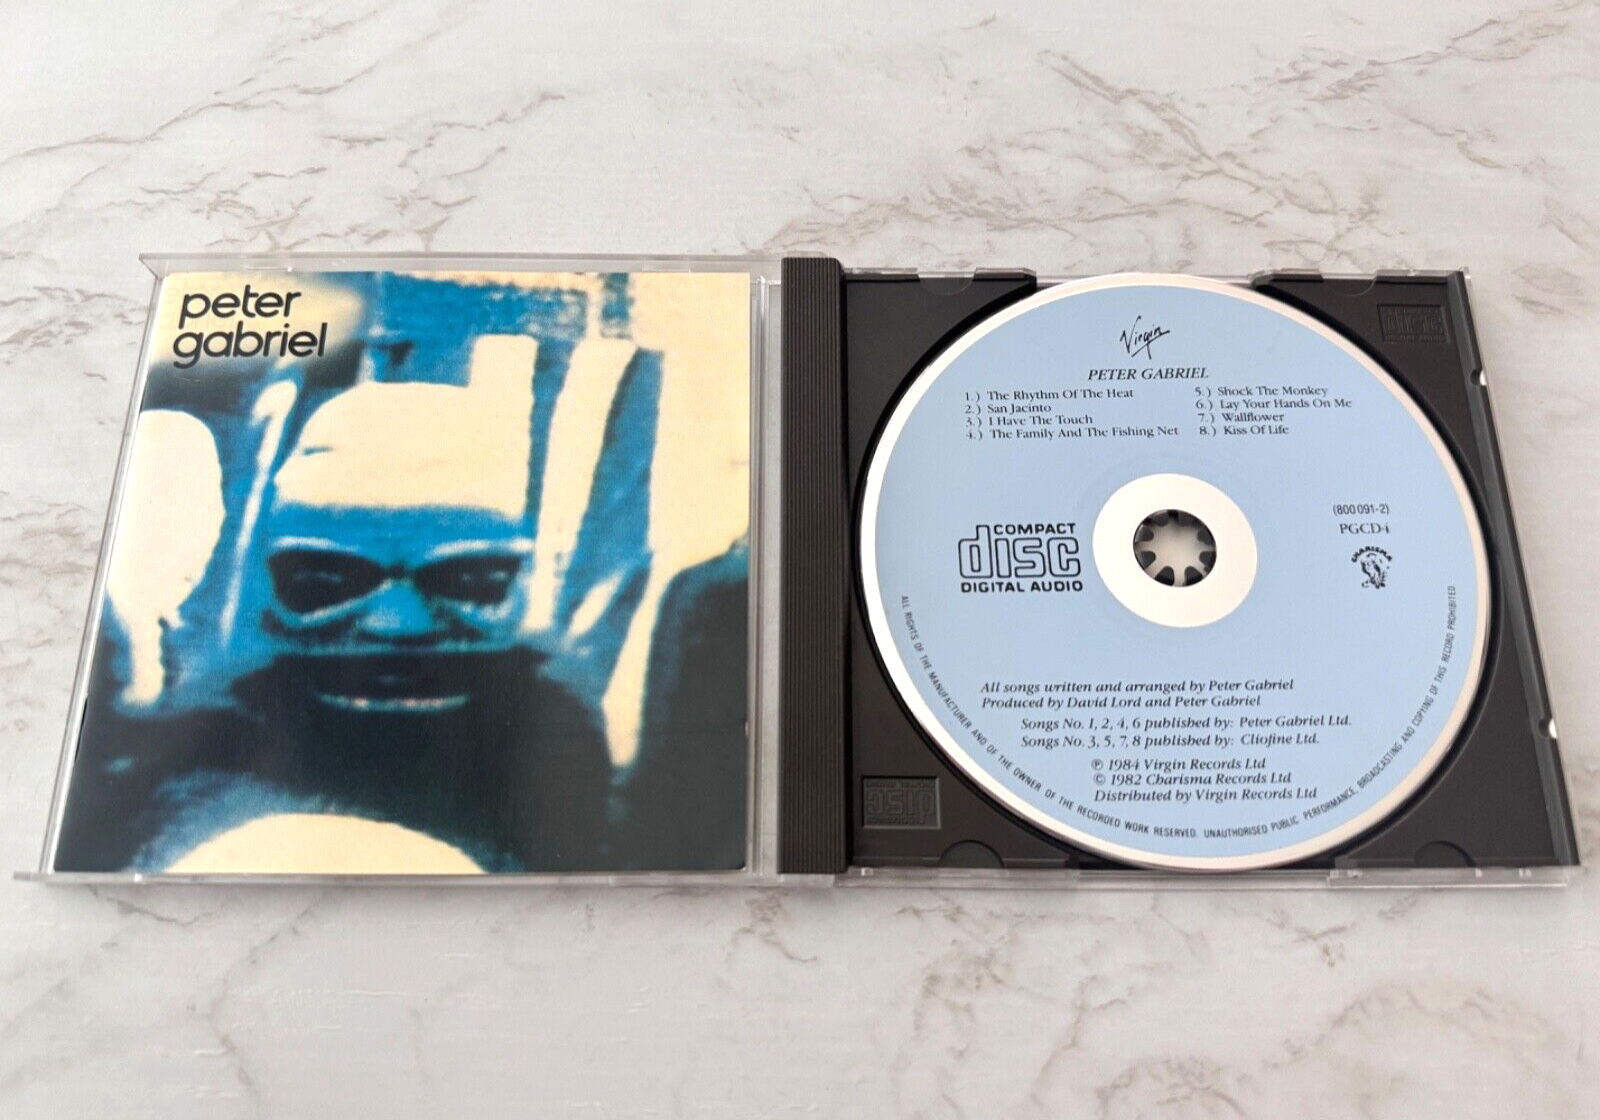 peter
gabriel
Virgin
PETER GABRIEL
1.) The Rhythm Of The Heat
2.) San Jacinto
3.) I Have The Touch
4.) The Family And The Fishing Net
5.) Shock The Monkey
6.) Lay Your Hands On Me
7.) Wallflower
8.) Kiss Of Life
COMPACT
disc
DIGITAL AUDIO
(800 091-2)
PGCD4
CHARISMA
All songs written and arranged by Peter Gabriel
Produced by David Lord and Peter Gabriel
Songs No. 1, 2, 4, 6 published by: Peter Gabriel Ltd.
Songs No. 3, 5, 7, 8 published by: Cliofine Ltd.
℗ 1984 Virgin Records Ltd
© 1982 Charisma Records Ltd
Distributed by Virgin Records Ltd
ALL RIGHTS OF THE MANUFACTURER AND OF THE OWNER OF THE RECORDED WORK RESERVED. UNAUTHORISED PUBLIC PERFORMANCE, BROADCASTING AND COPYING OF THIS RECORD PROHIBITED.
disc
DIGITAL AUDIO
COMPACT
disc